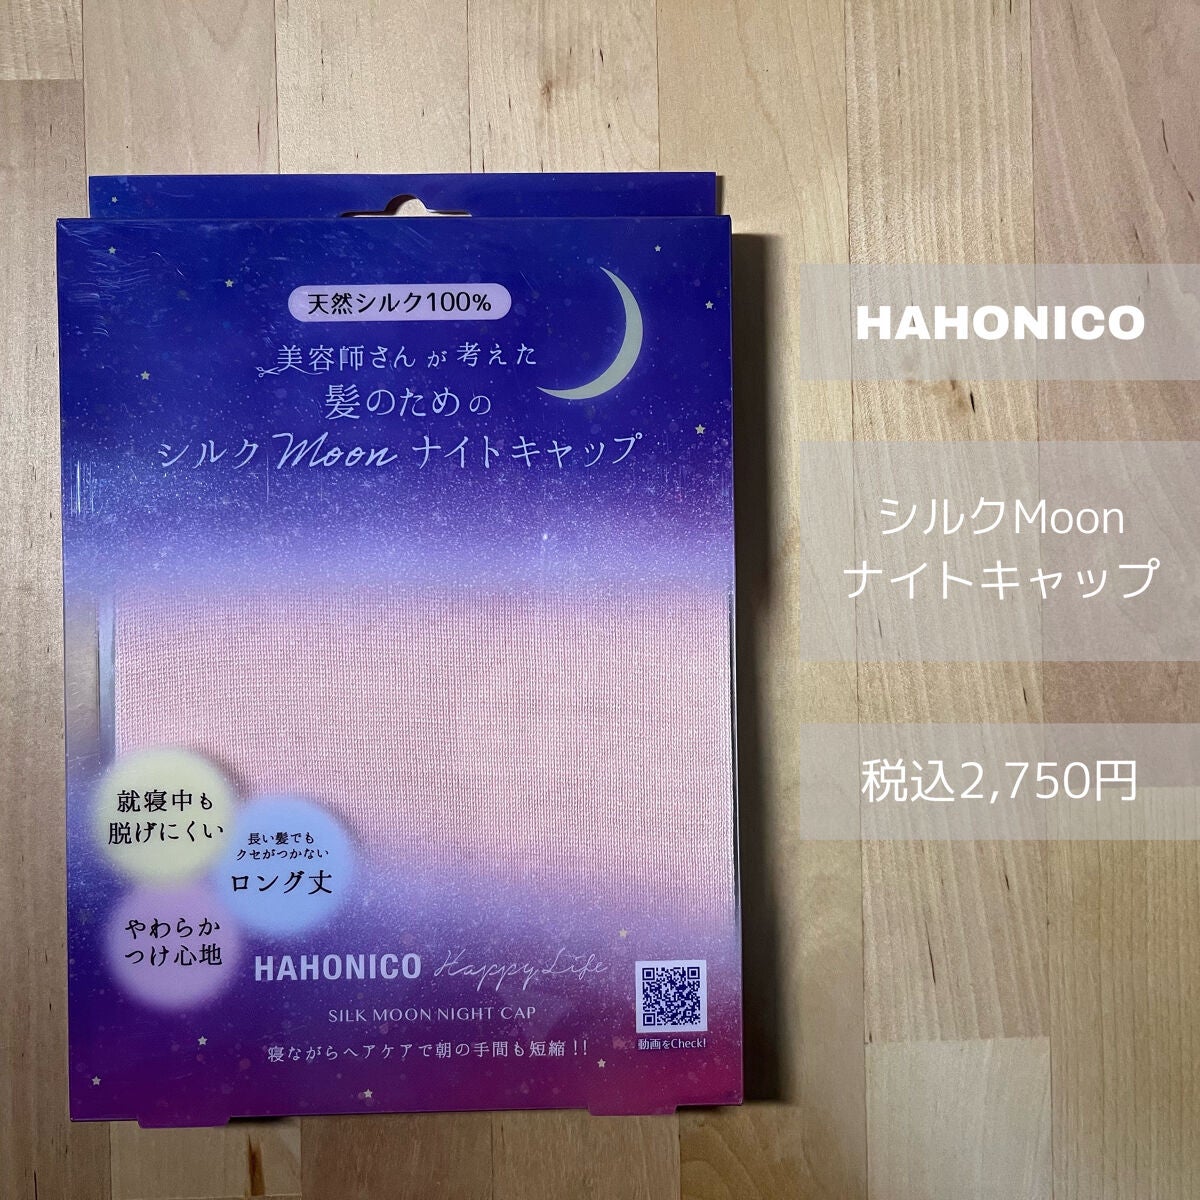 天然シルク100%
美容師さんが考えた
髪のための
シルクMoonナイトキャップ
就寝中も
脱げにくい
長い髪でも
クセがつかない
ロング丈
やわらか
つけ心地
HAHONICO Happy Life
SILK MOON NIGHT CAP
寝ながらヘアケアで朝の手間も短縮!!
動画をCheck!
HAHONICO
シルクMoon
ナイトキャップ
税込2,750円